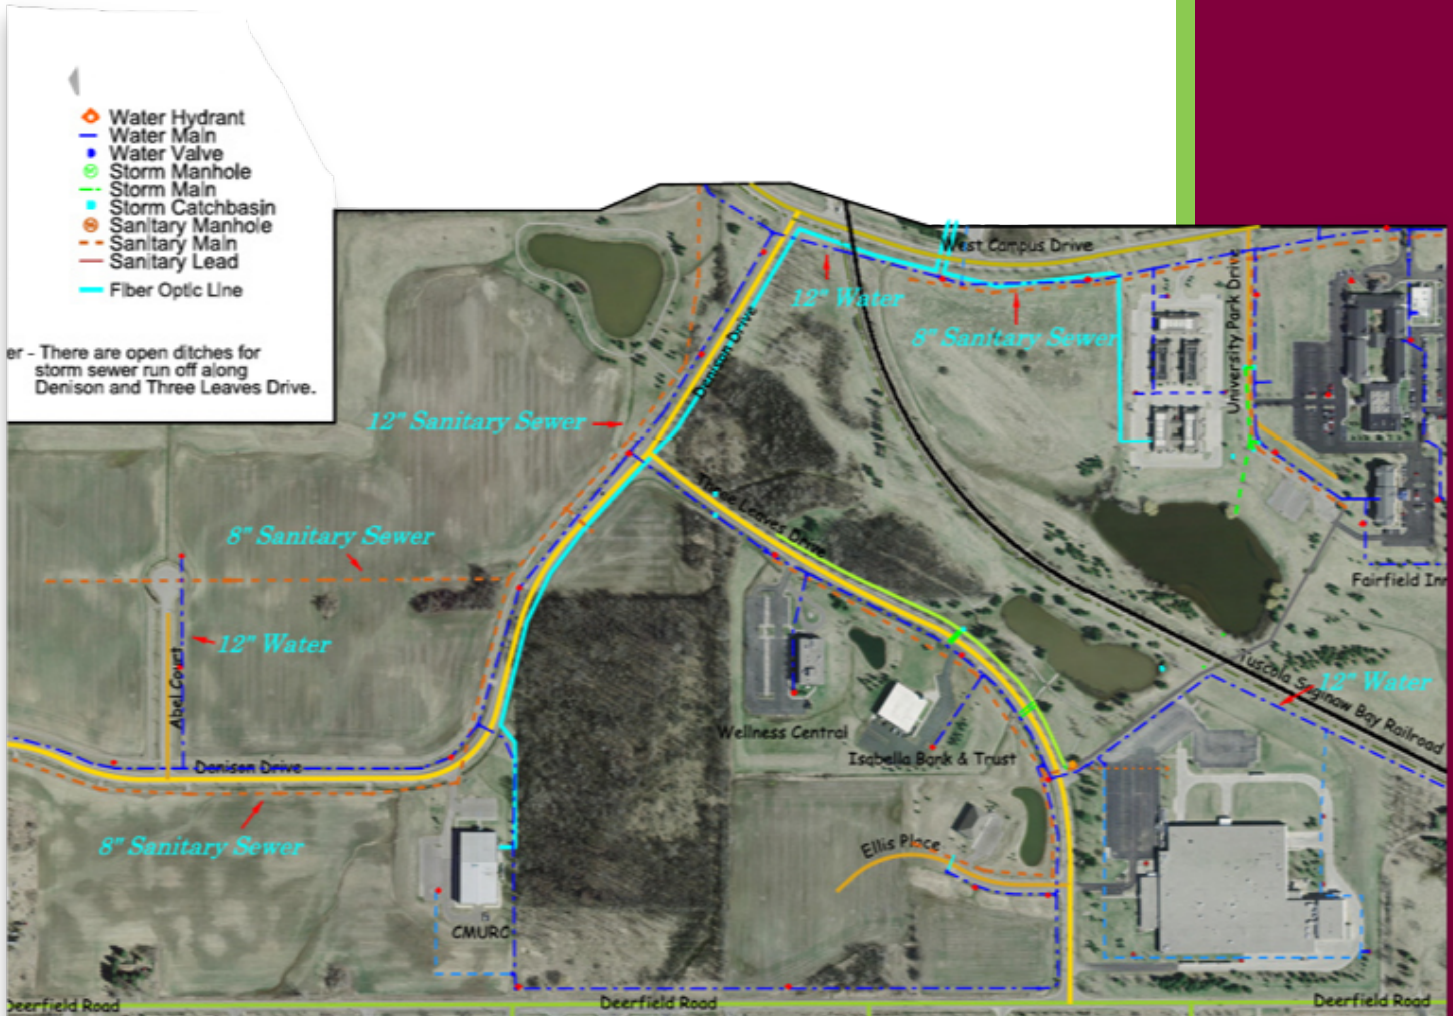 Water Hydrant
Water Main
Water Valve
Storm Manhole
Storm Main
Storm Catchbasin
Sanitary Manhole
Sanitary Main
Sanitary Lead
Fiber Optic Line
er - There are open ditches for
storm sewer run off along
Denison and Three Leaves Drive.
West Campus Drive
12" Water
8" Sanitary Sewer
University Park Drive
Denison Drive
12" Sanitary Sewer
Three Leaves Drive
8" Sanitary Sewer
Fairfield Inn
12" Water
Abel Court
Tuscola Saginaw Bay Railroad
12" Water
Wellness Central
Isabella Bank & Trust
Denison Drive
8" Sanitary Sewer
Ellis Place
CMURC
Deerfield Road
Deerfield Road
Deerfield Road